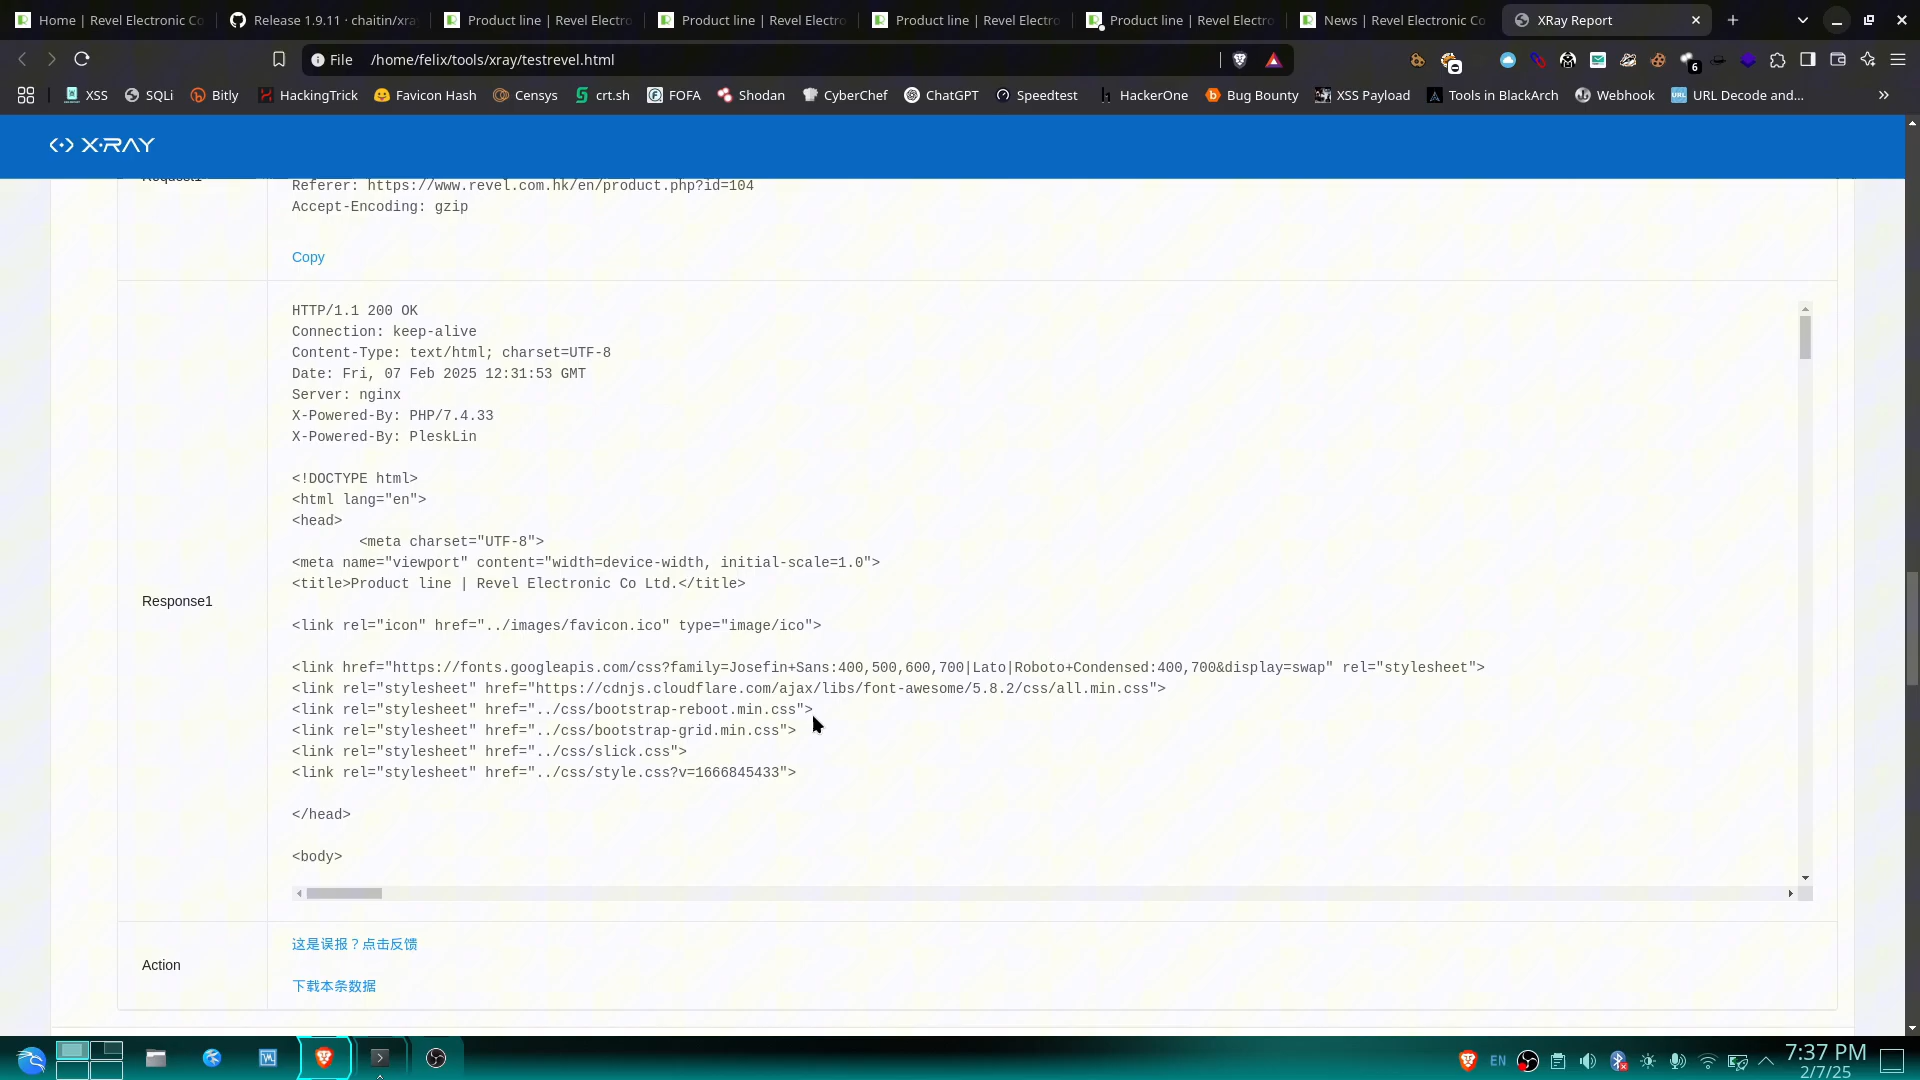 Home | Revel Electronic Co
Release 1.9.11 · chaitin/xra
Product line | Revel Electro
Product line | Revel Electro
Product line | Revel Electro
Product line | Revel Electro
News | Revel Electronic Co
XRay Report
File /home/felix/tools/xray/testrevel.html
6
XSS
SQLi
Bitly
HackingTrick
Favicon Hash
Censys
crt.sh
FOFA
Shodan
CyberChef
ChatGPT
Speedtest
HackerOne
Bug Bounty
XSS Payload
Tools in BlackArch
Webhook
URL Decode and...
X-RAY
Referer: https://www.revel.com.hk/en/product.php?id=104
Accept-Encoding: gzip
Copy
Response1
HTTP/1.1 200 OK
Connection: keep-alive
Content-Type: text/html; charset=UTF-8
Date: Fri, 07 Feb 2025 12:31:53 GMT
Server: nginx
X-Powered-By: PHP/7.4.33
X-Powered-By: PleskLin
<!DOCTYPE html>
<html lang="en">
<head>
<meta charset="UTF-8">
<meta name="viewport" content="width=device-width, initial-scale=1.0">
<title>Product line | Revel Electronic Co Ltd.</title>
<link rel="icon" href="../images/favicon.ico" type="image/ico">
<link href="https://fonts.googleapis.com/css?family=Josefin+Sans:400,500,600,700|Lato|Roboto+Condensed:400,700&display=swap" rel="stylesheet">
<link rel="stylesheet" href="https://cdnjs.cloudflare.com/ajax/libs/font-awesome/5.8.2/css/all.min.css">
<link rel="stylesheet" href="../css/bootstrap-reboot.min.css">
<link rel="stylesheet" href="../css/bootstrap-grid.min.css">
<link rel="stylesheet" href="../css/slick.css">
<link rel="stylesheet" href="../css/style.css?v=1666845433">
</head>
<body>
Action
这是误报？点击反馈
下载本条数据
EN
7:37 PM
2/7/25